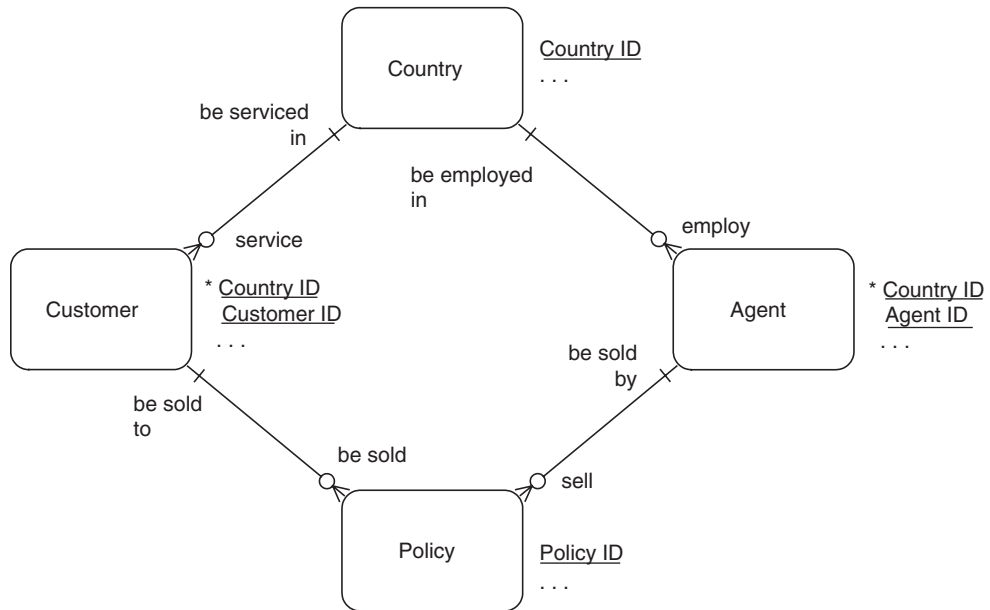 Country
Country ID
. . .
be serviced
in
be employed
in
service
employ
Customer
* Country ID
Customer ID
. . .
Agent
* Country ID
Agent ID
. . .
be sold
to
be sold
by
be sold
sell
Policy
Policy ID
. . .